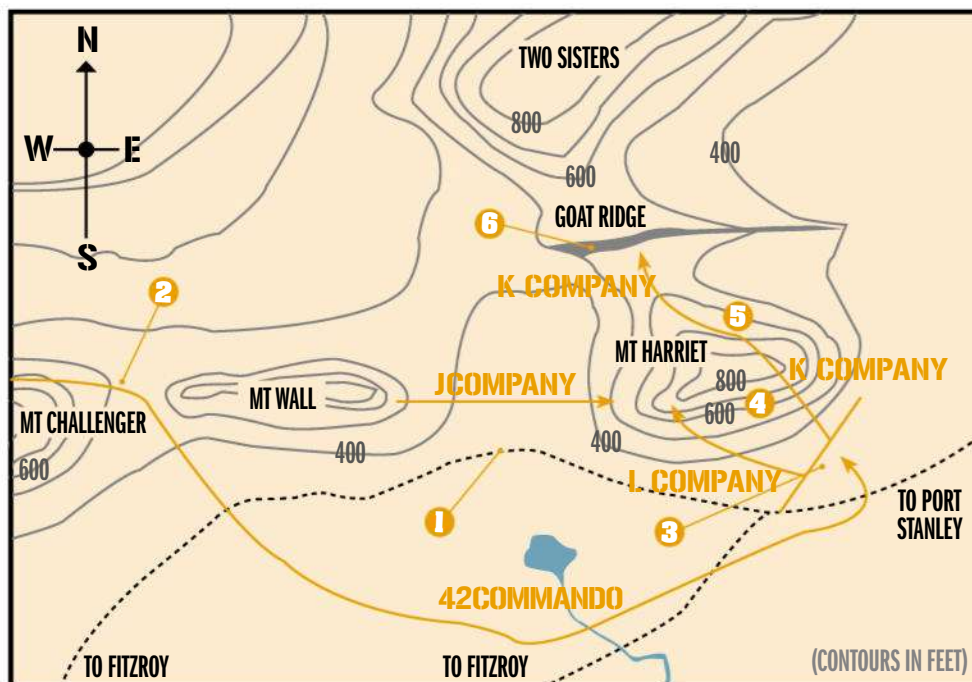 N
W
E
S
TWO SISTERS
800
600
400
GOAT RIDGE
6
K COMPANY
2
5
MT HARRIET
K COMPANY
MT WALL
J COMPANY
800
4
600
MT CHALLENGER
600
400
400
L COMPANY
1
3
TO PORT
STANLEY
42COMMANDO
TO FITZROY
TO FITZROY
(CONTOURS IN FEET)